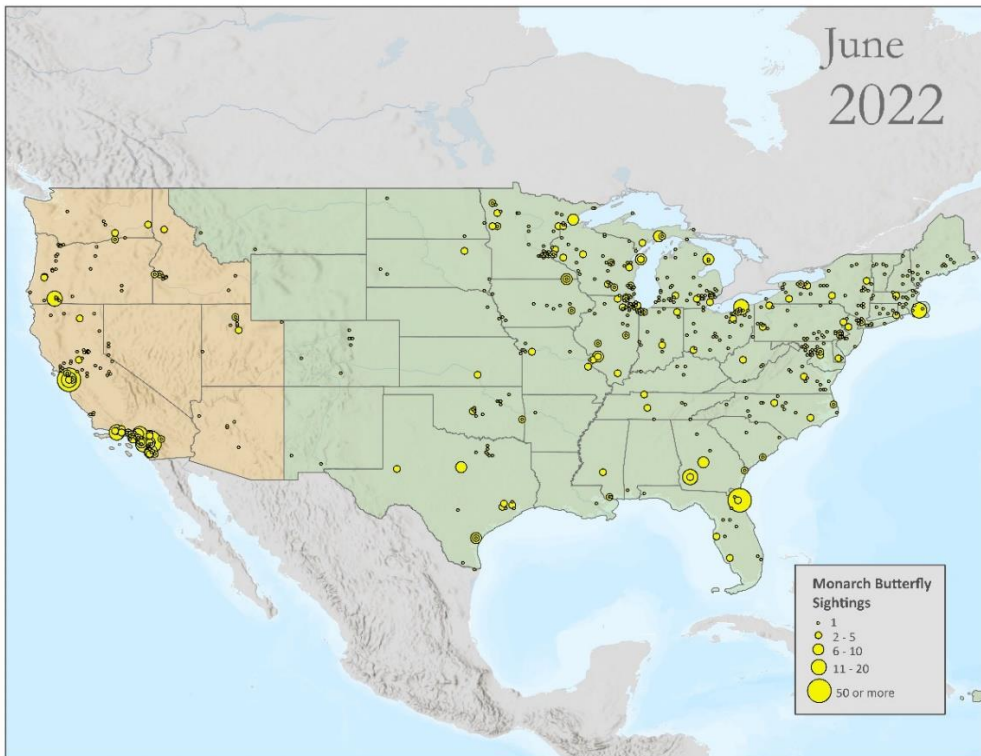 June
2022
Monarch Butterfly
Sightings
1
2 - 5
6 - 10
11 - 20
50 or more